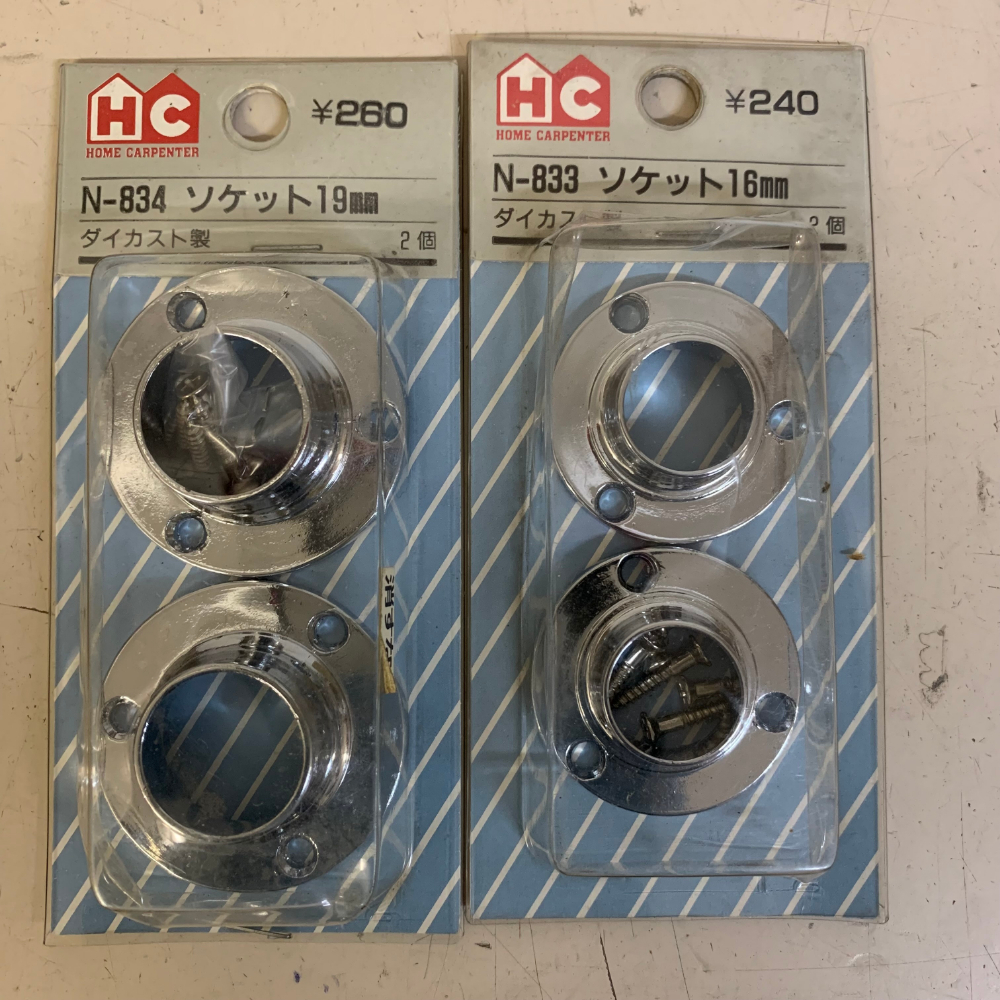 HC
HOME CARPENTER
¥260
N-834 ソケット19mm
ダイカスト製
2個
HC
HOME CARPENTER
¥240
N-833 ソケット16mm
ダイカスト製
2個